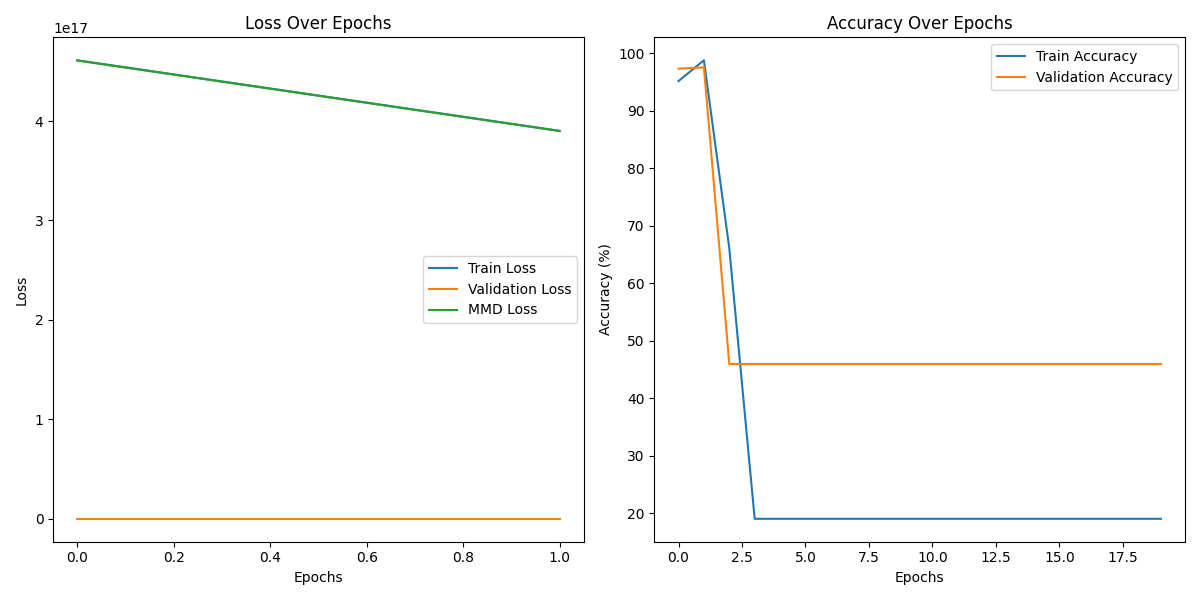 Loss Over Epochs
1e17
4
3
2
1
0
Loss
0.0 0.2 0.4 0.6 0.8 1.0
Epochs
Train Loss
Validation Loss
MMD Loss
Accuracy Over Epochs
100
90
80
70
60
50
40
30
20
Accuracy (%)
0.0 2.5 5.0 7.5 10.0 12.5 15.0 17.5
Epochs
Train Accuracy
Validation Accuracy